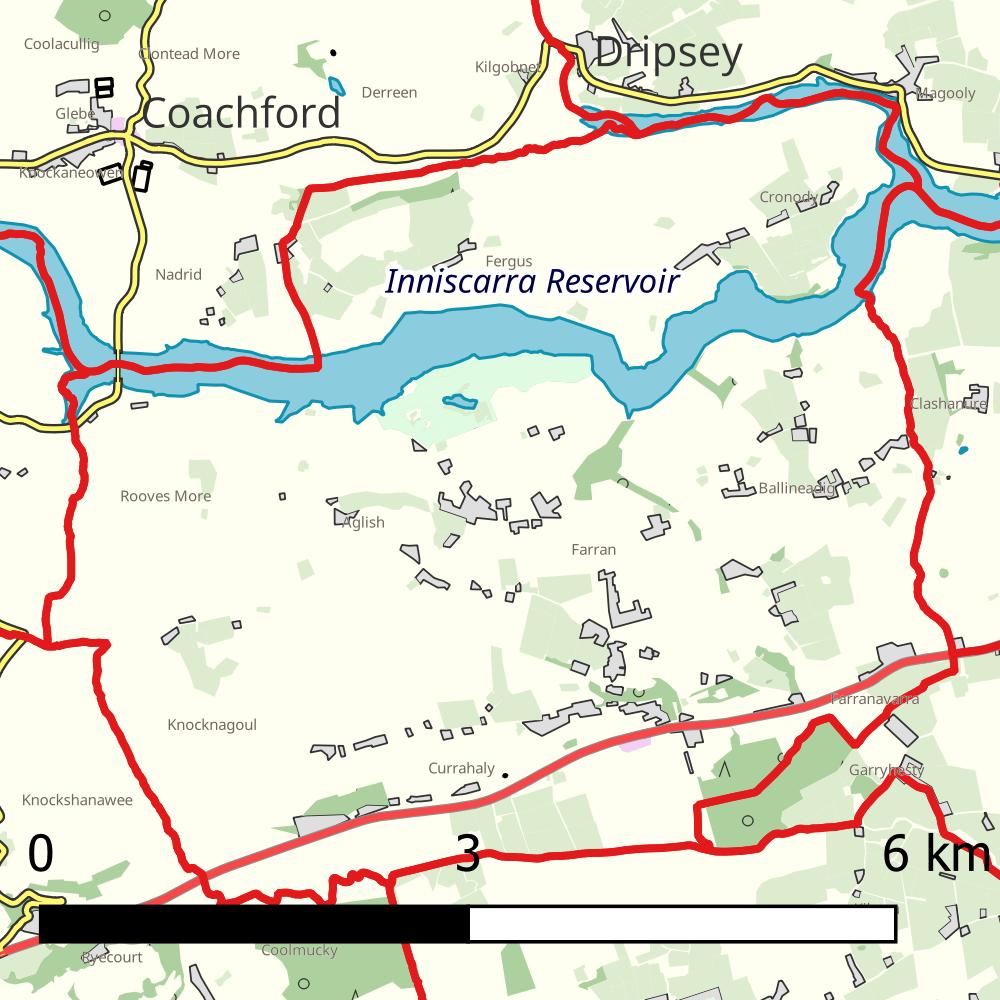 Coolacullig
Clontead More
Dripsey
Kilgobnet
Derreen
Magooly
Glebe
Coachford
Knockaneowen
Cronody
Fergus
Nadrid
Inniscarra Reservoir
Clashanure
Rooves More
Ballineadig
Aglish
Farran
Farranavarra
Knocknagoul
Currahaly
Garryhesty
Knockshanawee
0
3
6 km
Ryecourt
Coolmucky